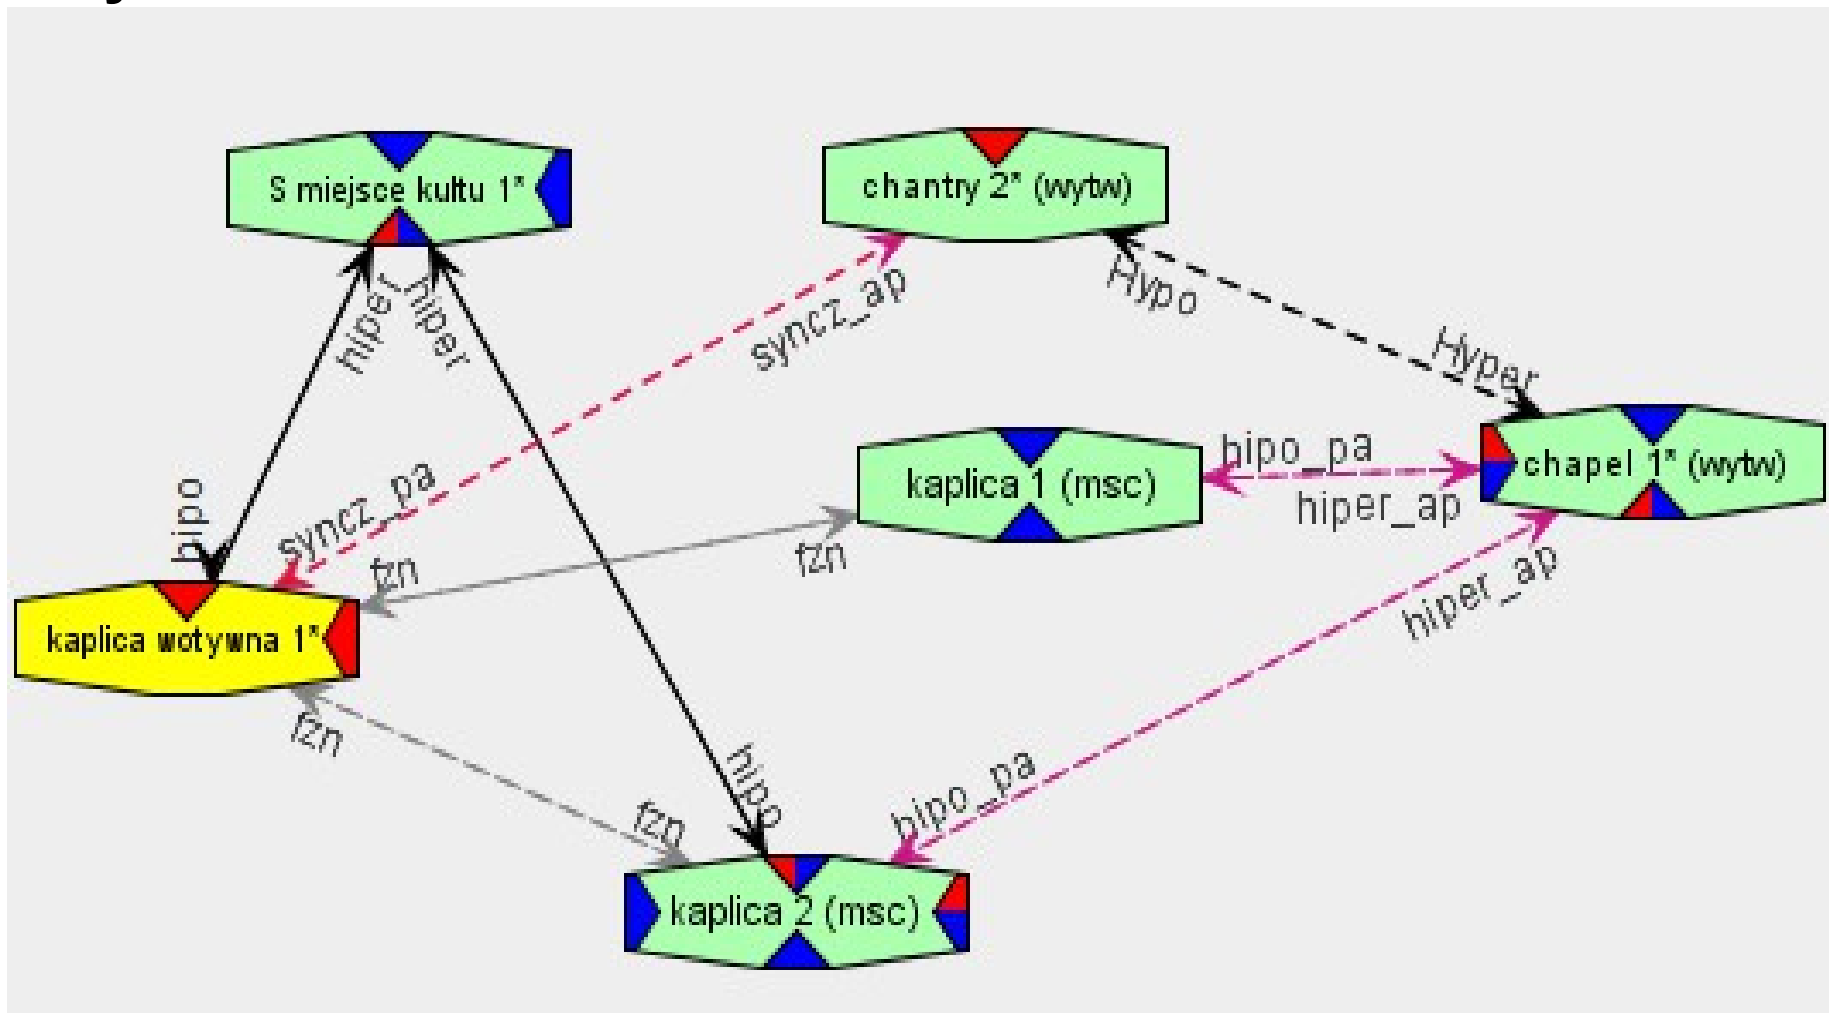 S miejsce kultu 1*
chantry 2* (wytw)
hiper
hiper
syncz_ap
Hypo
Hyper
hipo_pa
kaplica 1 (msc)
chapel 1* (wytw)
hiper_ap
hipo
syncz_pa
fzn
fzn
hiper_ap
kaplica wotywna 1*
fzn
hipo
hipo_pa
fzn
kaplica 2 (msc)